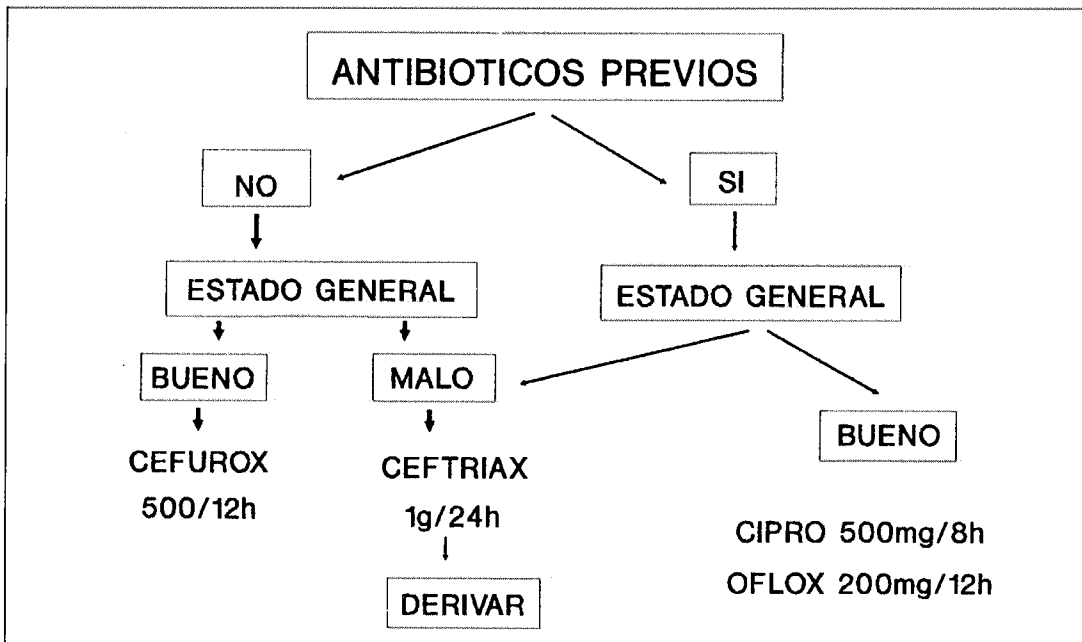 ANTIBIOTICOS PREVIOS
NO
SI
ESTADO GENERAL
ESTADO GENERAL
BUENO
MALO
BUENO
CEFUROX
500/12h
CEFTRIAX
1g/24h
CIPRO 500mg/8h
OFLOX 200mg/12h
DERIVAR